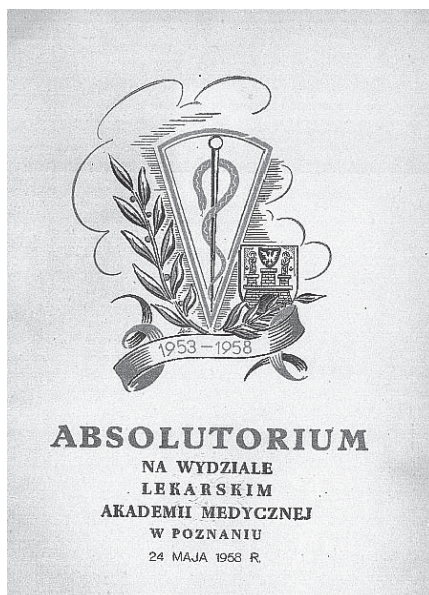 1953-1958
ABSOLUTORIUM
NA WYDZIALE
LEKARSKIM
AKADEMII MEDYCZNEJ
W POZNANIU
24 MAJA 1958 R.